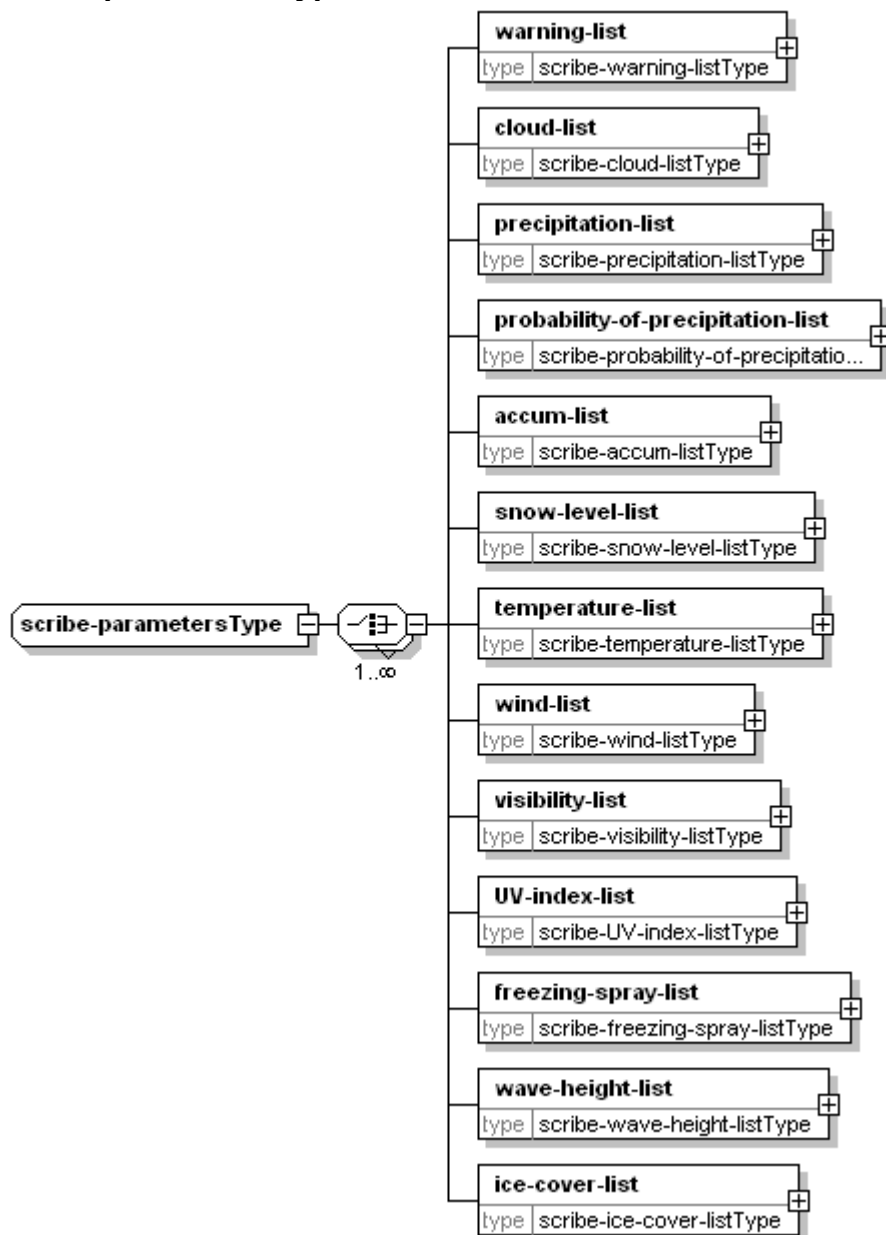 warning-list
type scribe-warning-listType
cloud-list
type scribe-cloud-listType
precipitation-list
type scribe-precipitation-listType
probability-of-precipitation-list
type scribe-probability-of-precipitatio...
accum-list
type scribe-accum-listType
snow-level-list
type scribe-snow-level-listType
scribe-parametersType
1..∞
temperature-list
type scribe-temperature-listType
wind-list
type scribe-wind-listType
visibility-list
type scribe-visibility-listType
UV-index-list
type scribe-UV-index-listType
freezing-spray-list
type scribe-freezing-spray-listType
wave-height-list
type scribe-wave-height-listType
ice-cover-list
type scribe-ice-cover-listType